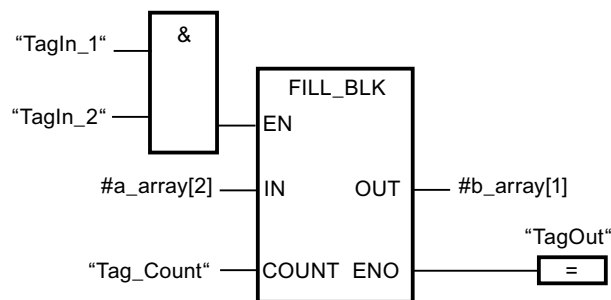 "TagIn_1“
&
"TagIn_2“
FILL_BLK
EN
#a_array[2]
IN
OUT
#b_array[1]
"TagOut“
"Tag_Count“
COUNT
ENO
=